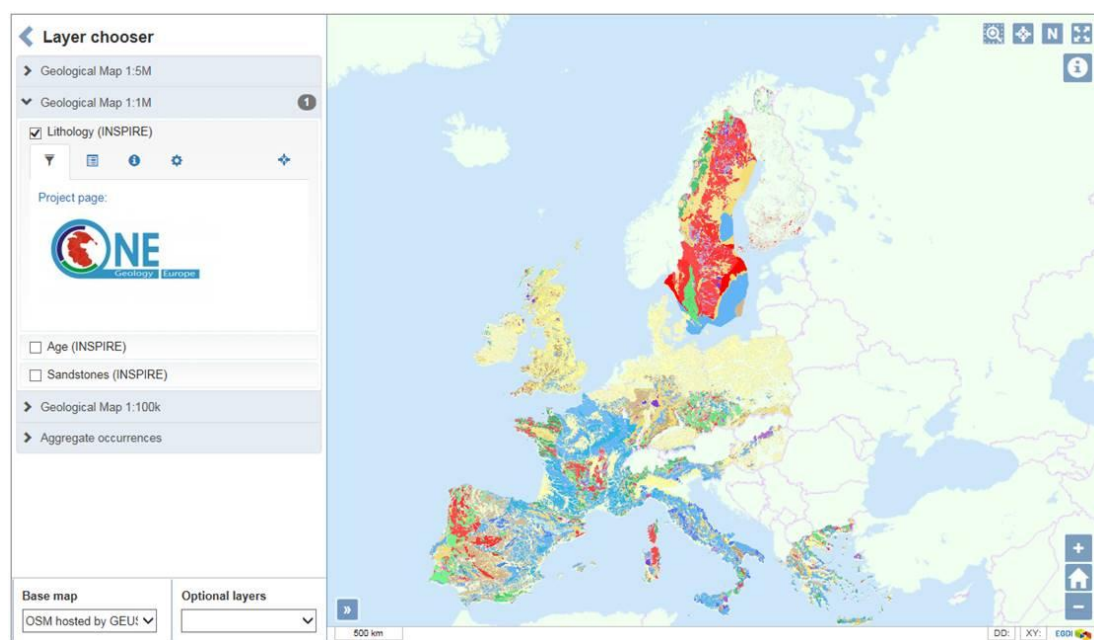 Layer chooser
Geological Map 1:5M
Geological Map 1:1M
1
Lithology (INSPIRE)
Project page:
ONE
Geology Europe
Age (INSPIRE)
Sandstones (INSPIRE)
Geological Map 1:100k
Aggregate occurrences
Base map
OSM hosted by GEUS
Optional layers
N
500 km
DD:
XY:
EGDI